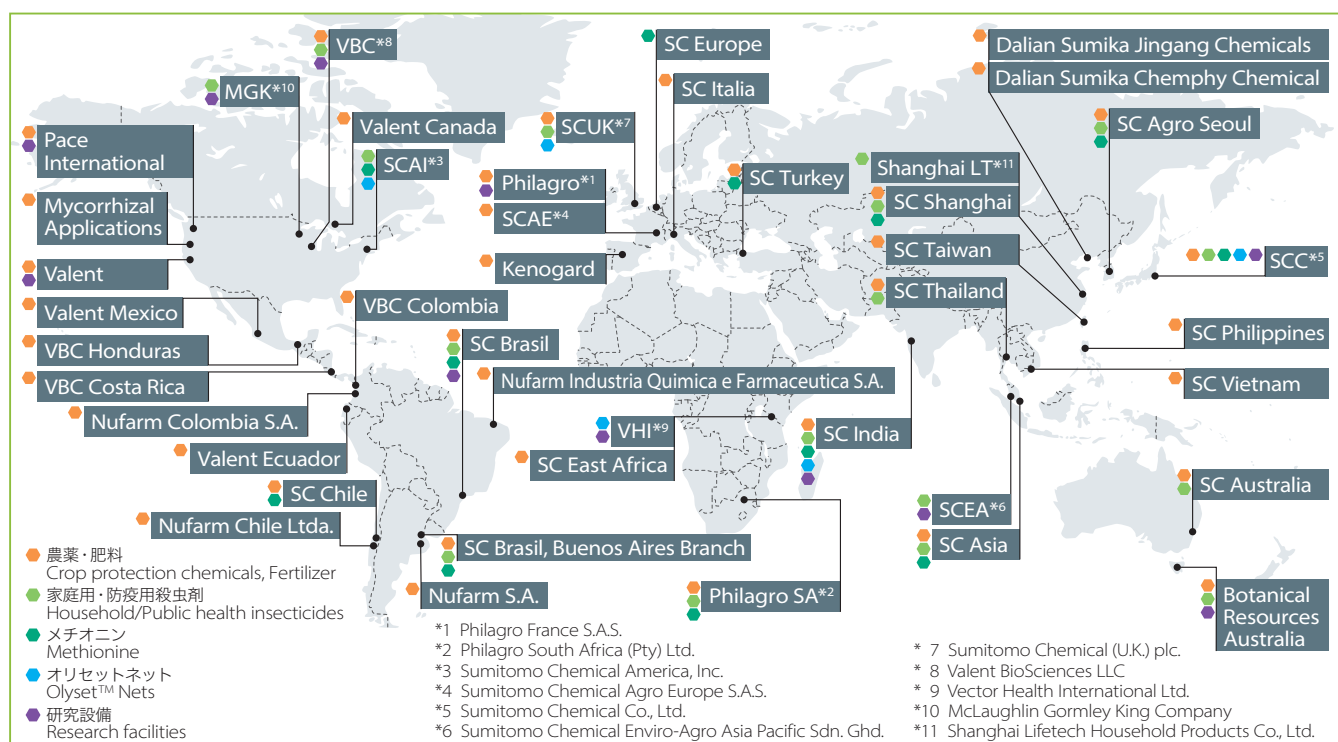 VBC*8
SC Europe
Dalian Sumika Jingang Chemicals
Dalian Sumika Chemphy Chemical
MGK*10
SC Italia
Valent Canada
SCUK*7
SC Agro Seoul
Pace
International
SCAI*3
Shanghai LT*11
Philagro*1
SC Turkey
SC Shanghai
Mycorrhizal
Applications
SCAE*4
SC Taiwan
SCC*5
Valent
Kenogard
SC Thailand
Valent Mexico
VBC Colombia
SC Philippines
VBC Honduras
SC Brasil
VBC Costa Rica
Nufarm Industria Quimica e Farmaceutica S.A.
SC Vietnam
Nufarm Colombia S.A.
VHI*9
SC India
Valent Ecuador
SC East Africa
SC Chile
SCEA*6
SC Australia
Nufarm Chile Ltda.
SC Brasil, Buenos Aires Branch
SC Asia
Nufarm S.A.
Philagro SA*2
Botanical
Resources
Australia
農薬・肥料
Crop protection chemicals, Fertilizer
家庭用・防疫用殺虫剤
Household/Public health insecticides
メチオニン
Methionine
オリセットネット
Olyset™ Nets
研究設備
Research facilities
*1 Philagro France S.A.S.
*2 Philagro South Africa (Pty) Ltd.
*3 Sumitomo Chemical America, Inc.
*4 Sumitomo Chemical Agro Europe S.A.S.
*5 Sumitomo Chemical Co., Ltd.
*6 Sumitomo Chemical Enviro-Agro Asia Pacific Sdn. Ghd.
* 7 Sumitomo Chemical (U.K.) plc.
* 8 Valent BioSciences LLC
* 9 Vector Health International Ltd.
*10 McLaughlin Gormley King Company
*11 Shanghai Lifetech Household Products Co., Ltd.